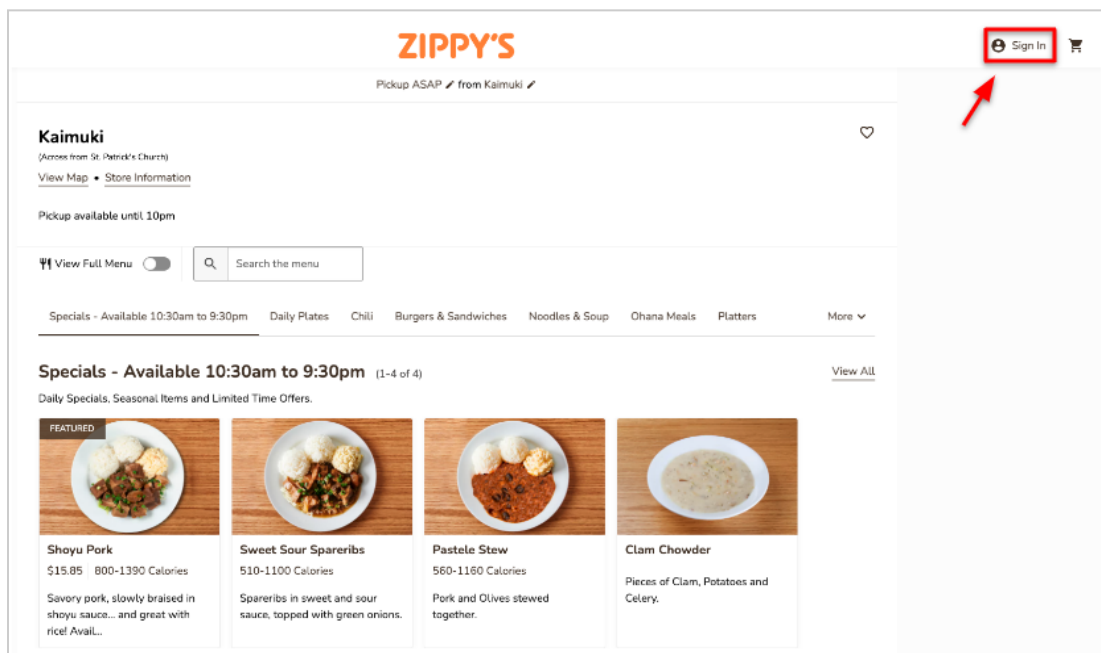 ZIPPY'S
Sign In
Pickup ASAP from Kaimuki
Kaimuki
(Across from St. Patrick's Church)
View Map • Store Information
Pickup available until 10pm
View Full Menu
Search the menu
Specials - Available 10:30am to 9:30pm Daily Plates Chili Burgers & Sandwiches Noodles & Soup Ohana Meals Platters More
Specials - Available 10:30am to 9:30pm (1-4 of 4)
View All
Daily Specials, Seasonal Items and Limited Time Offers.
FEATURED
Shoyu Pork
$15.85 800-1390 Calories
Savory pork, slowly braised in
shoyu sauce... and great with
rice! Avail...
Sweet Sour Spareribs
510-1100 Calories
Spareribs in sweet and sour
sauce, topped with green onions.
Pastele Stew
560-1160 Calories
Pork and Olives stewed
together.
Clam Chowder
Pieces of Clam, Potatoes and
Celery.